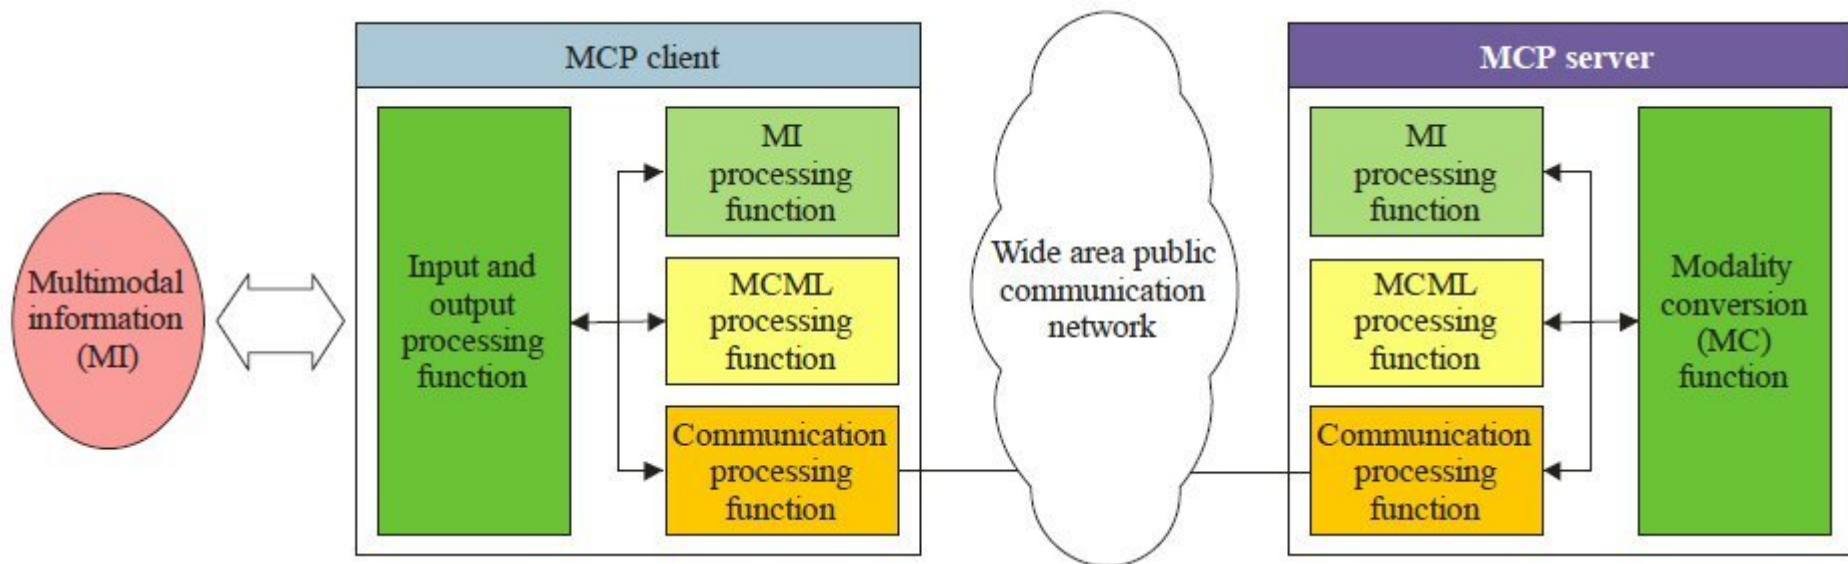 MCP client
MCP server
Multimodal
information
(MI)
Input and
output
processing
function
MI
processing
function
MCML
processing
function
Communication
processing
function
Wide area public
communication
network
MI
processing
function
MCML
processing
function
Communication
processing
function
Modality
conversion
(MC)
function